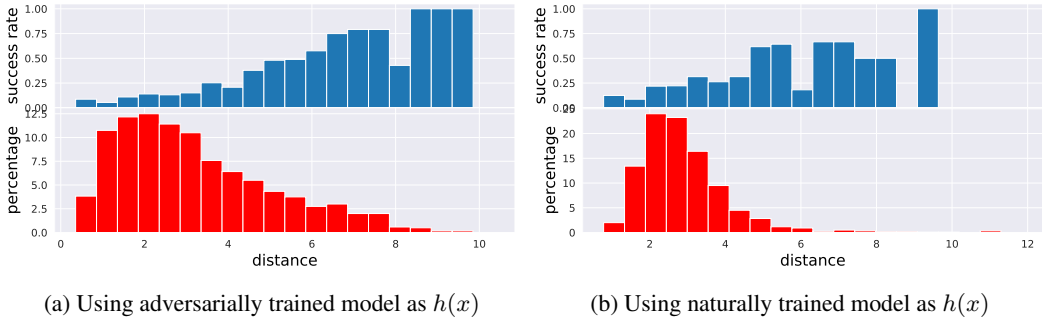 1.00
0.75
0.50
0.25
0.00
success rate
12.5
10.0
7.5
5.0
2.5
0.0
percentage
0 2 4 6 8 10
distance
(a) Using adversarially trained model as h(x)
1.00
0.75
0.50
0.25
0.00
success rate
25
20
15
10
5
0
percentage
2 4 6 8 10 12
distance
(b) Using naturally trained model as h(x)